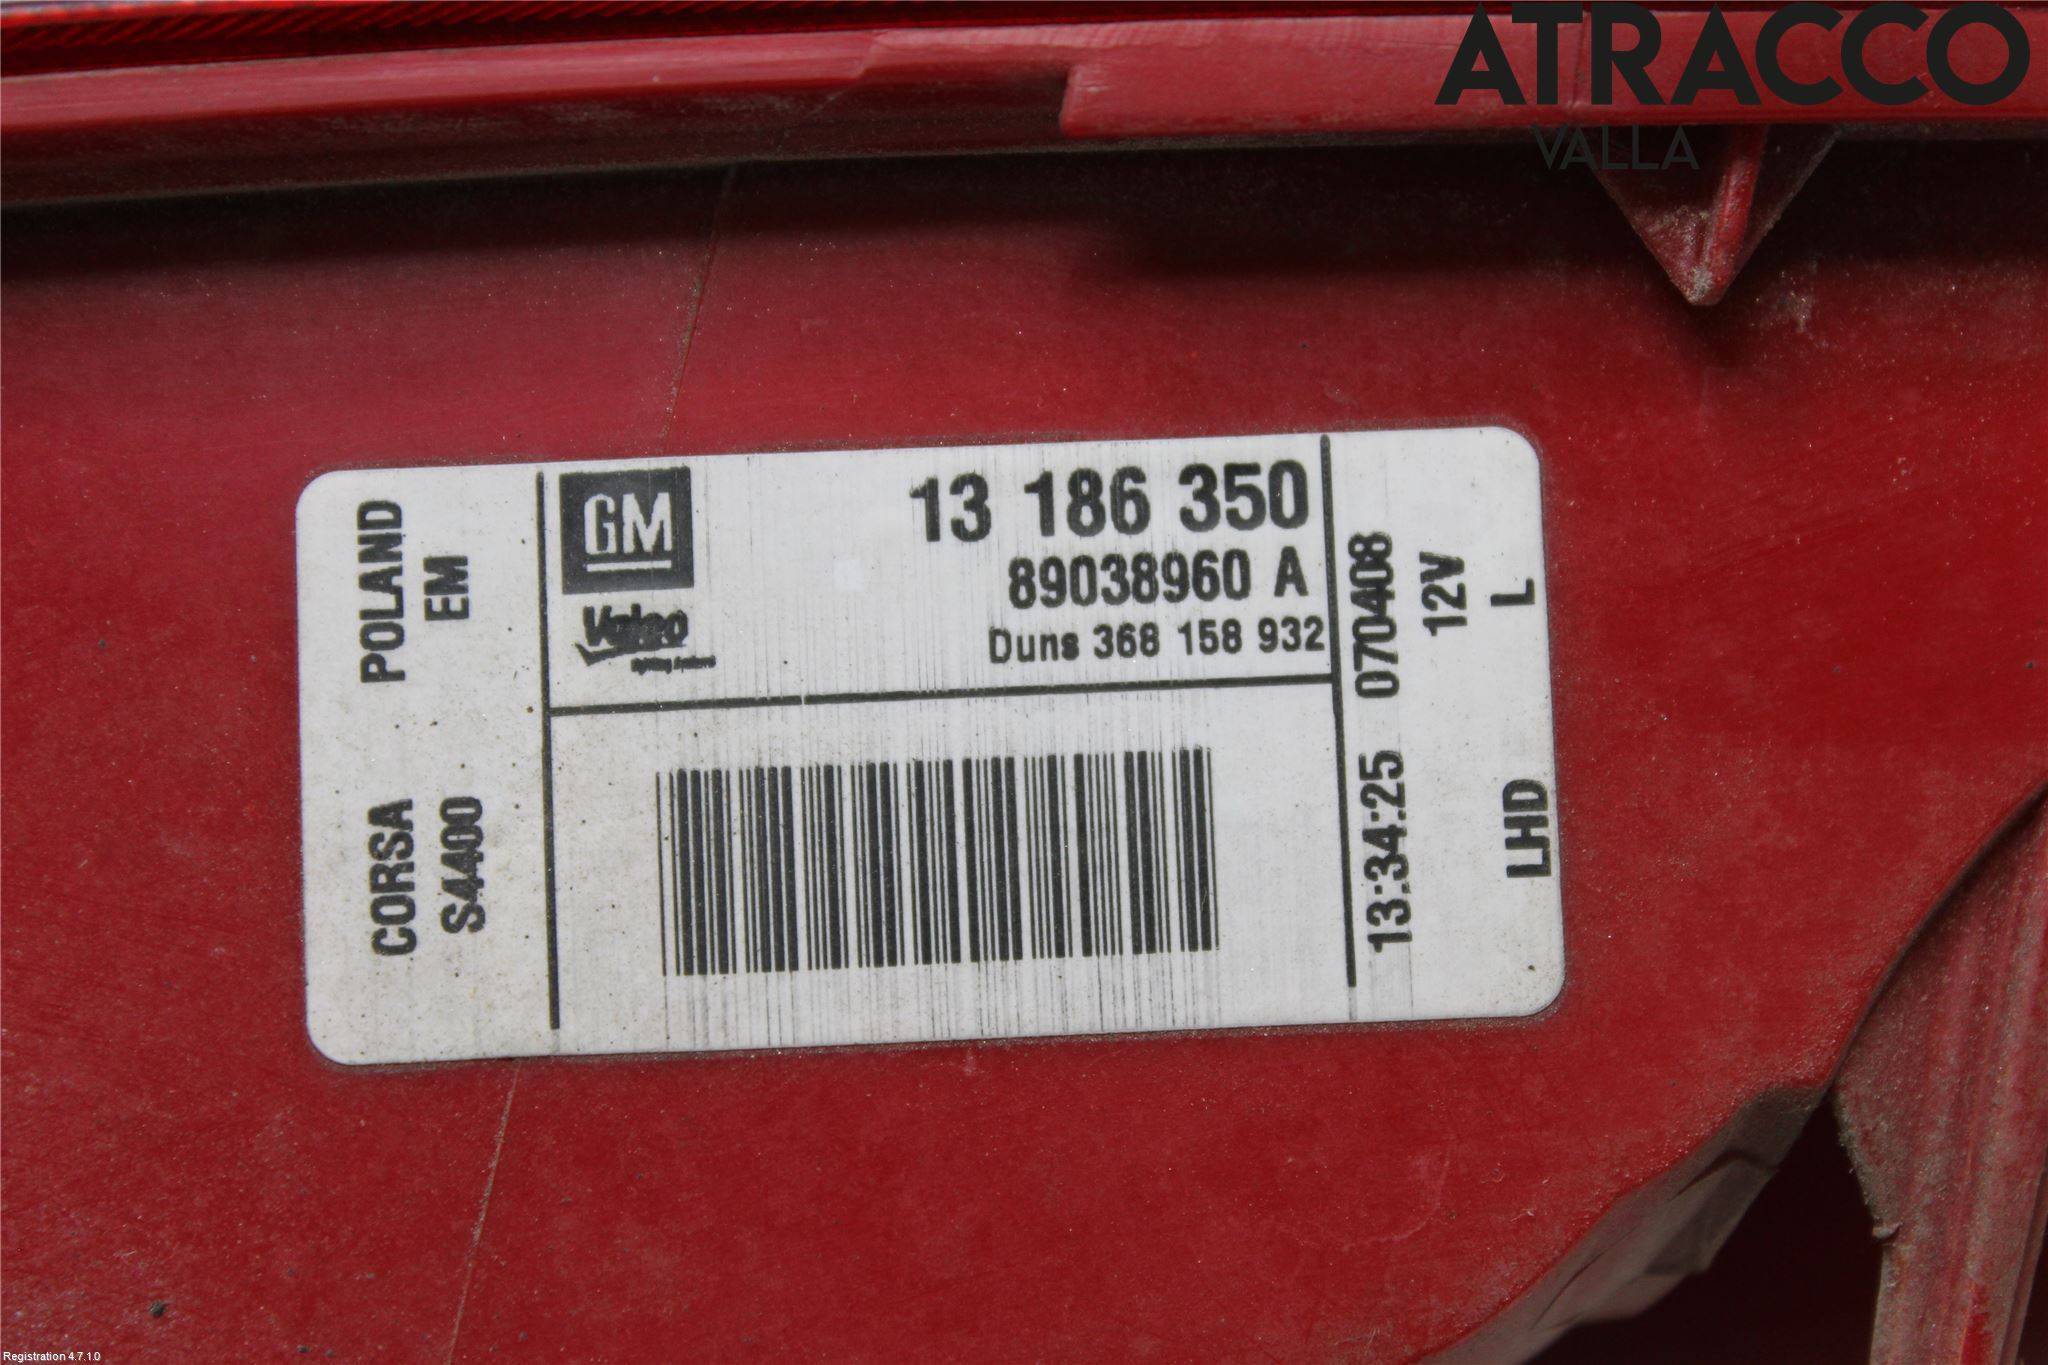 ATRACCO
VALLA
POLAND
EM
CORSA
S4400
GM
Valeo
13 186 350
89038960 A
Duns 368 158 932
13:34:25 070408
12V
LHD L
Registration 4.7.1.0